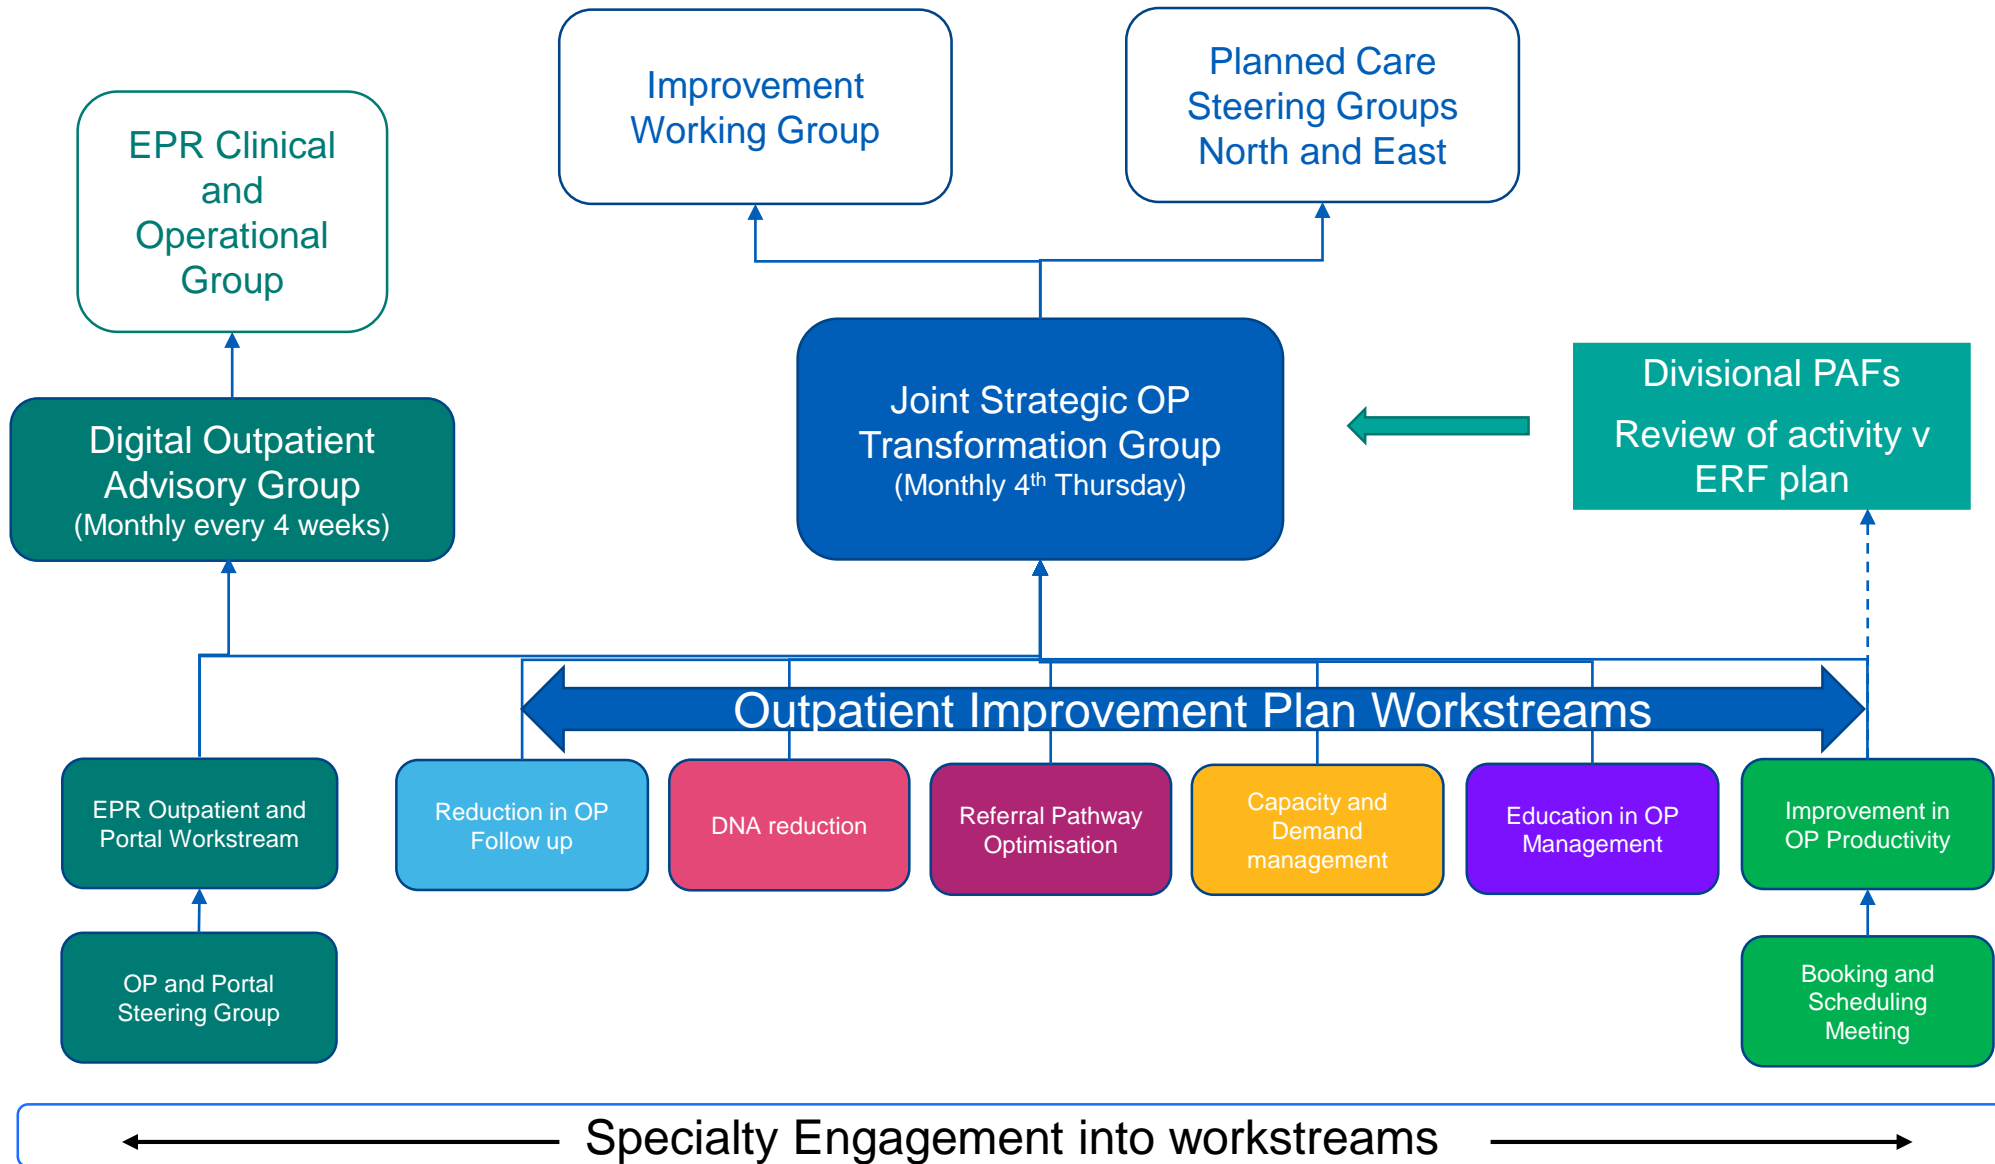 Improvement
Working Group
Planned Care
Steering Groups
North and East
EPR Clinical
and
Operational
Group
Digital Outpatient
Advisory Group
(Monthly every 4 weeks)
Joint Strategic OP
Transformation Group
(Monthly 4th Thursday)
Divisional PAFs
Review of activity v
ERF plan
Outpatient Improvement Plan Workstreams
EPR Outpatient and
Portal Workstream
Reduction in OP
Follow up
DNA reduction
Referral Pathway
Optimisation
Capacity and
Demand
management
Education in OP
Management
Improvement in
OP Productivity
OP and Portal
Steering Group
Booking and
Scheduling
Meeting
Specialty Engagement into workstreams